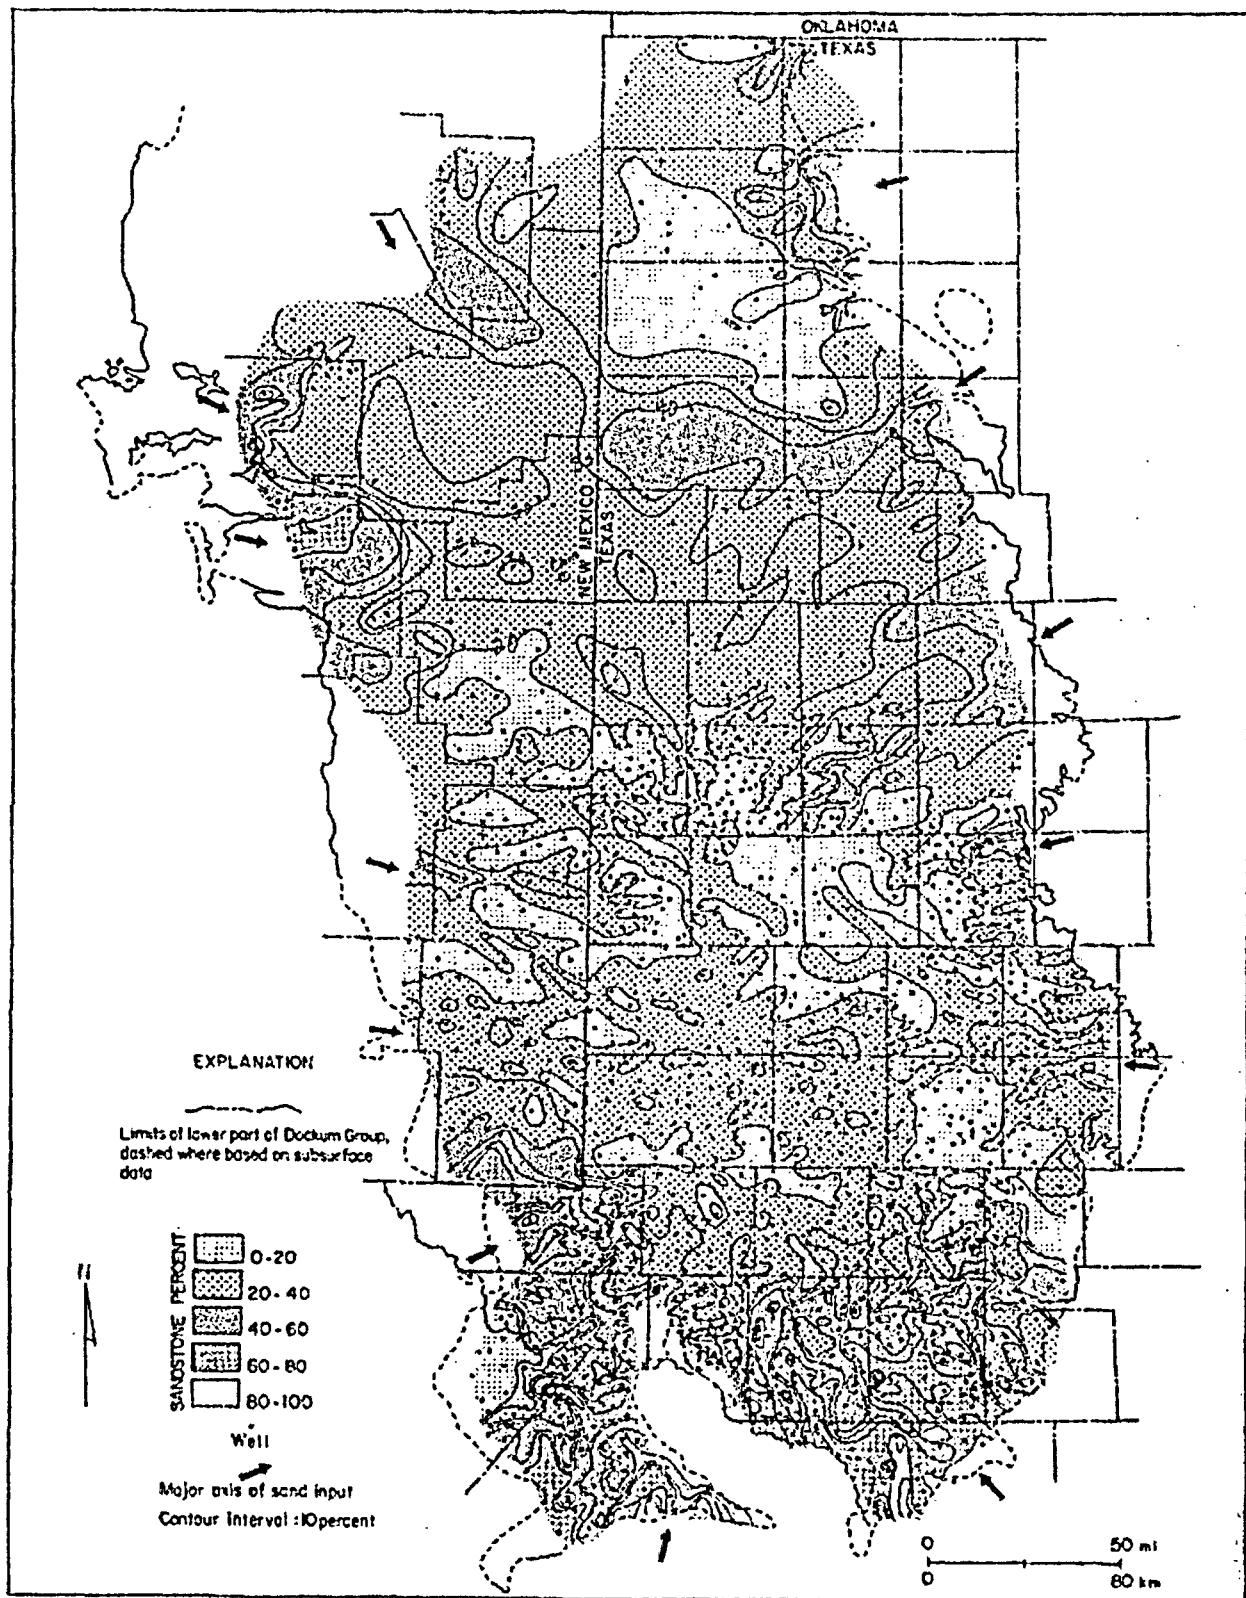 OKLAHOMA
TEXAS
NEW MEXICO
TEXAS
EXPLANATION
Limits of lower part of Dockum Group,
dashed where based on subsurface
data
SANDSTONE PERCENT
0-20
20-40
40-60
60-80
80-100
Well
Major axis of sand input
Contour interval :10 percent
0 50 mi
0 80 km